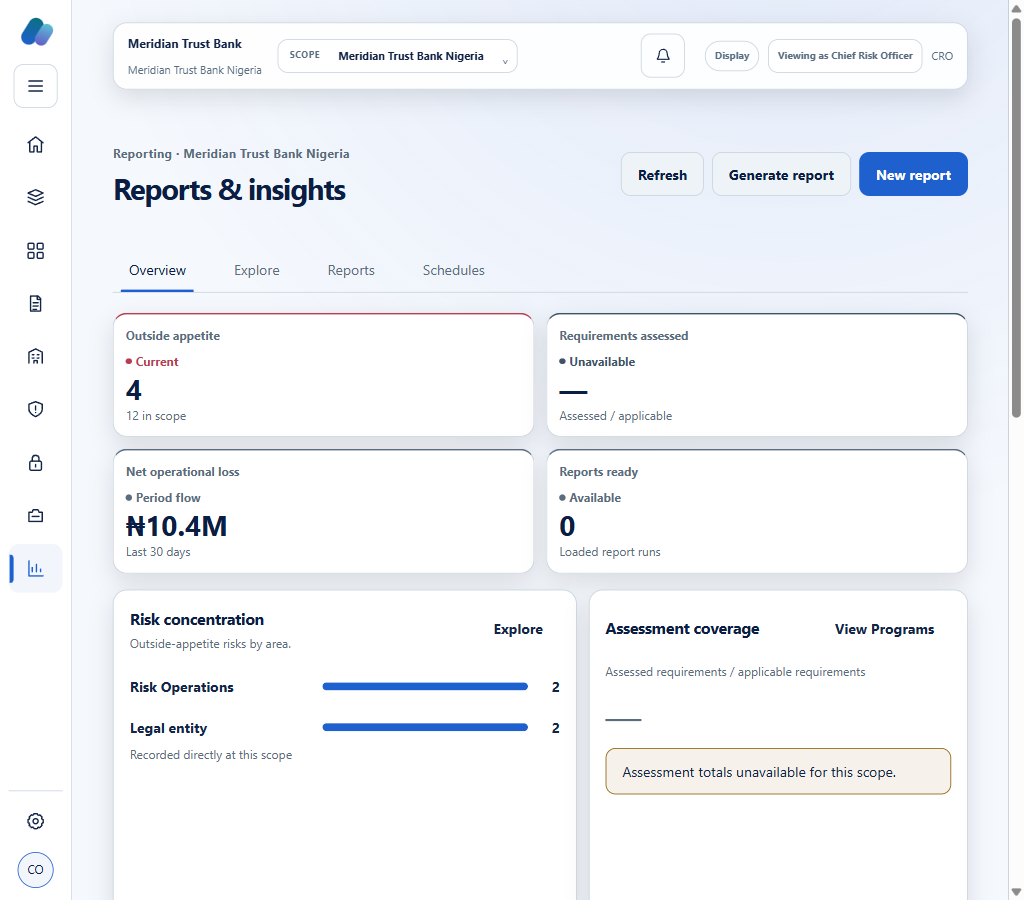 Meridian Trust Bank
Meridian Trust Bank Nigeria
SCOPE Meridian Trust Bank Nigeria
Display
Viewing as Chief Risk Officer
CRO
Reporting · Meridian Trust Bank Nigeria
Reports & insights
Refresh
Generate report
New report
Overview
Explore
Reports
Schedules
Outside appetite
Current
4
12 in scope
Requirements assessed
Unavailable
—
Assessed / applicable
Net operational loss
Period flow
₦10.4M
Last 30 days
Reports ready
Available
0
Loaded report runs
Risk concentration
Outside-appetite risks by area.
Explore
Risk Operations 2
Legal entity 2
Recorded directly at this scope
Assessment coverage
View Programs
Assessed requirements / applicable requirements
—
Assessment totals unavailable for this scope.
CO